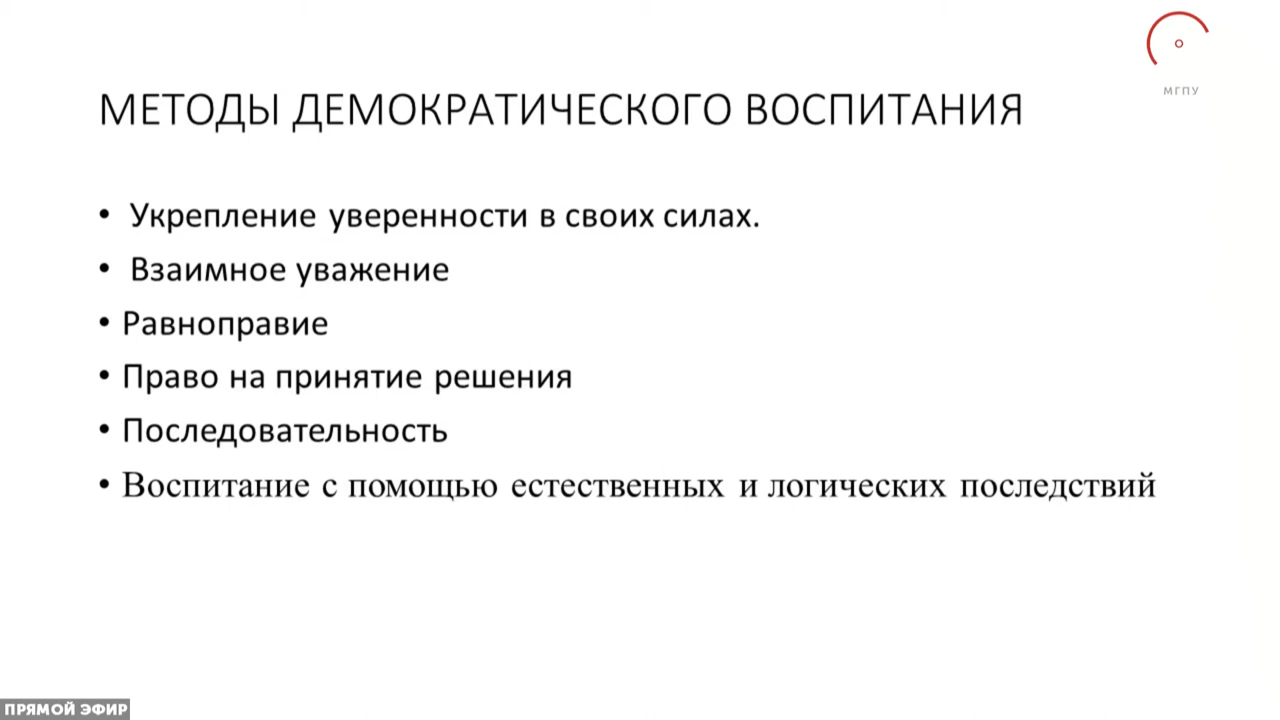 МГПУ
МЕТОДЫ ДЕМОКРАТИЧЕСКОГО ВОСПИТАНИЯ
• Укрепление уверенности в своих силах.
• Взаимное уважение
• Равноправие
• Право на принятие решения
• Последовательность
• Воспитание с помощью естественных и логических последствий
ПРЯМОЙ ЭФИР